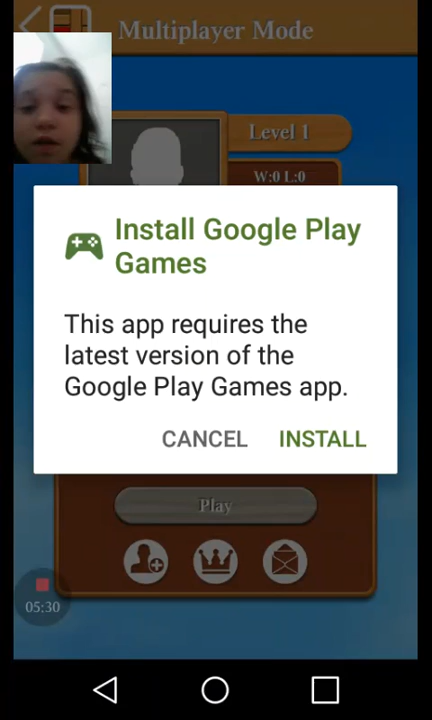 Multiplayer Mode
Level 1
W:0 L:0
Install Google Play
Games
This app requires the
latest version of the
Google Play Games app.
CANCEL INSTALL
Play
05:30